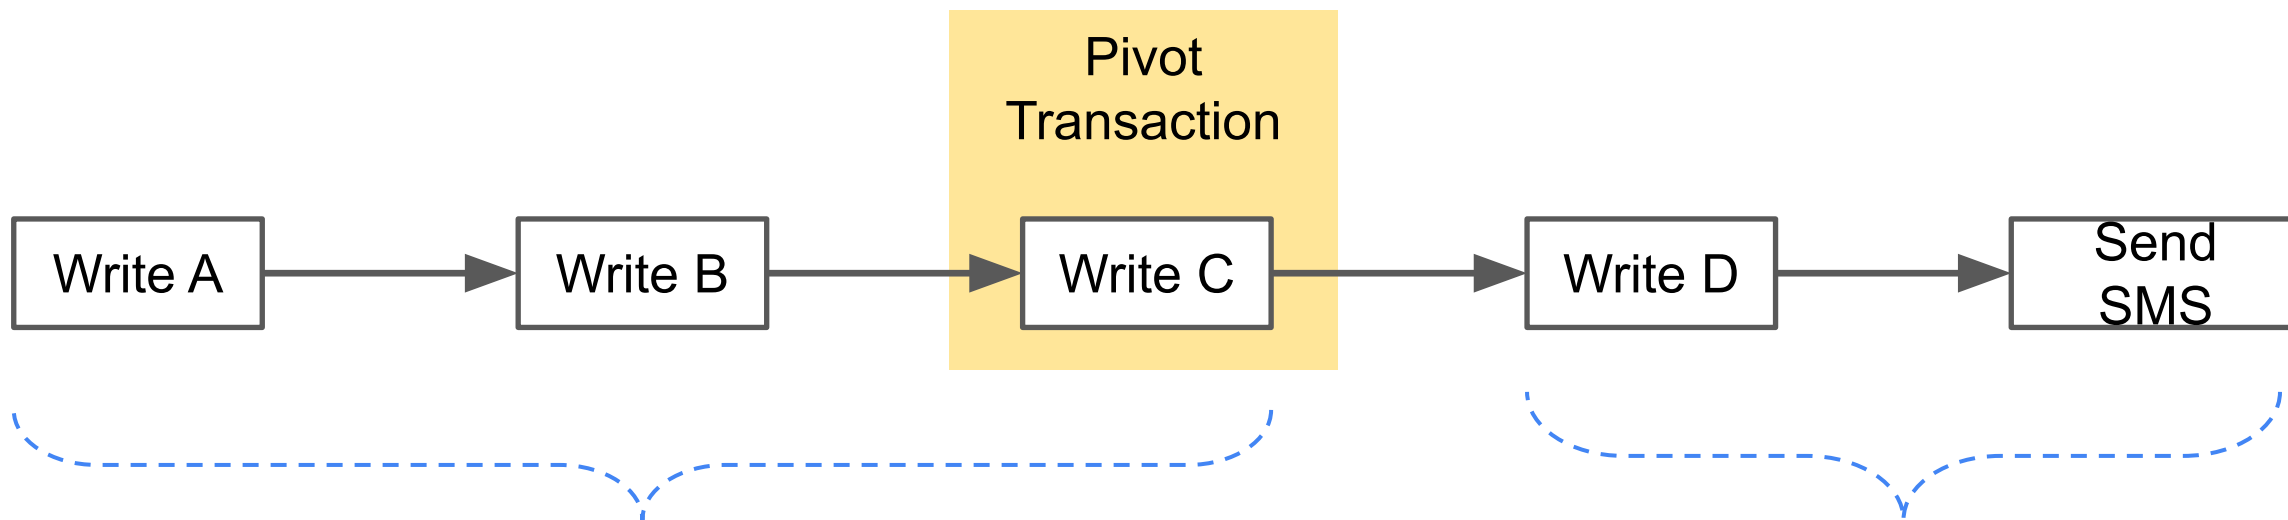 Pivot
Transaction
Write A
Write B
Write C
Write D
Send
SMS